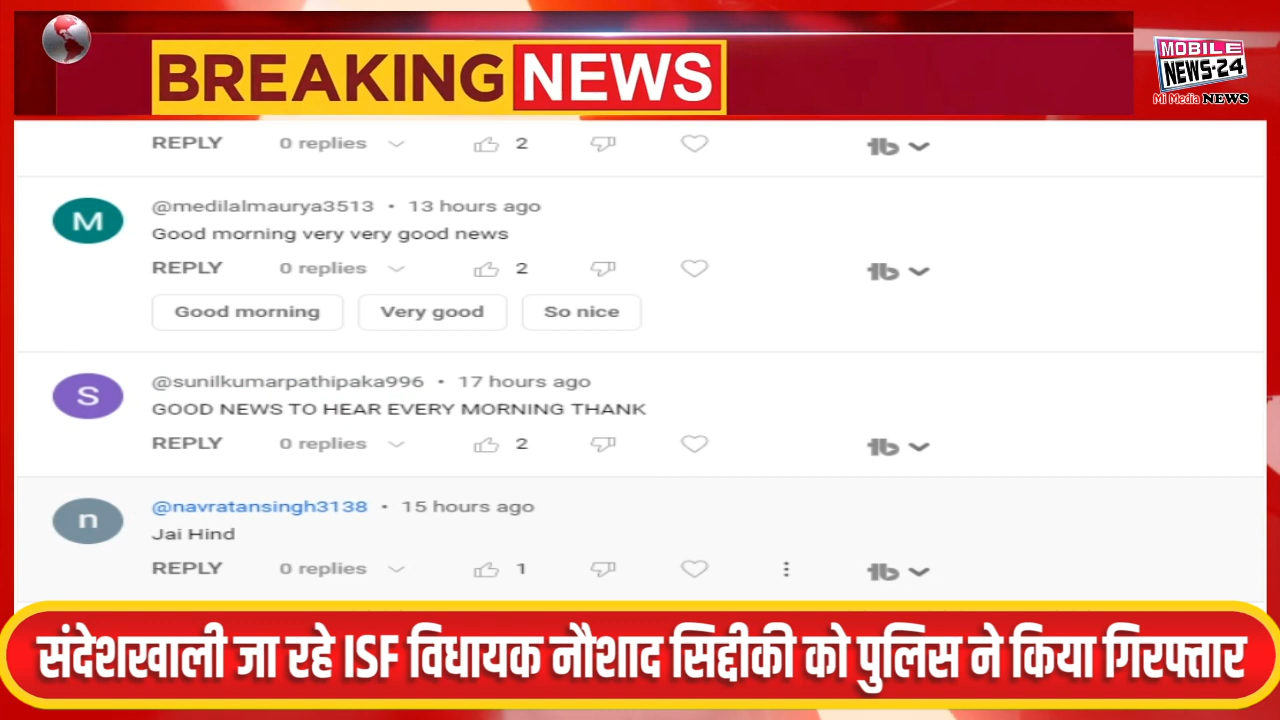 BREAKING NEWS
MOBILE
NEWS-24
Mi Media NEWS
REPLY 0 replies 2
M
@medilalmaurya3513 • 13 hours ago
Good morning very very good news
REPLY 0 replies 2
Good morning Very good So nice
S
@sunilkumarpathipaka996 • 17 hours ago
GOOD NEWS TO HEAR EVERY MORNING THANK
REPLY 0 replies 2
n
@navratansingh3138 • 15 hours ago
Jai Hind
REPLY 0 replies 1
संदेशखाली जा रहे ISF विधायक नौशाद सिद्दीकी को पुलिस ने किया गिरफ्तार